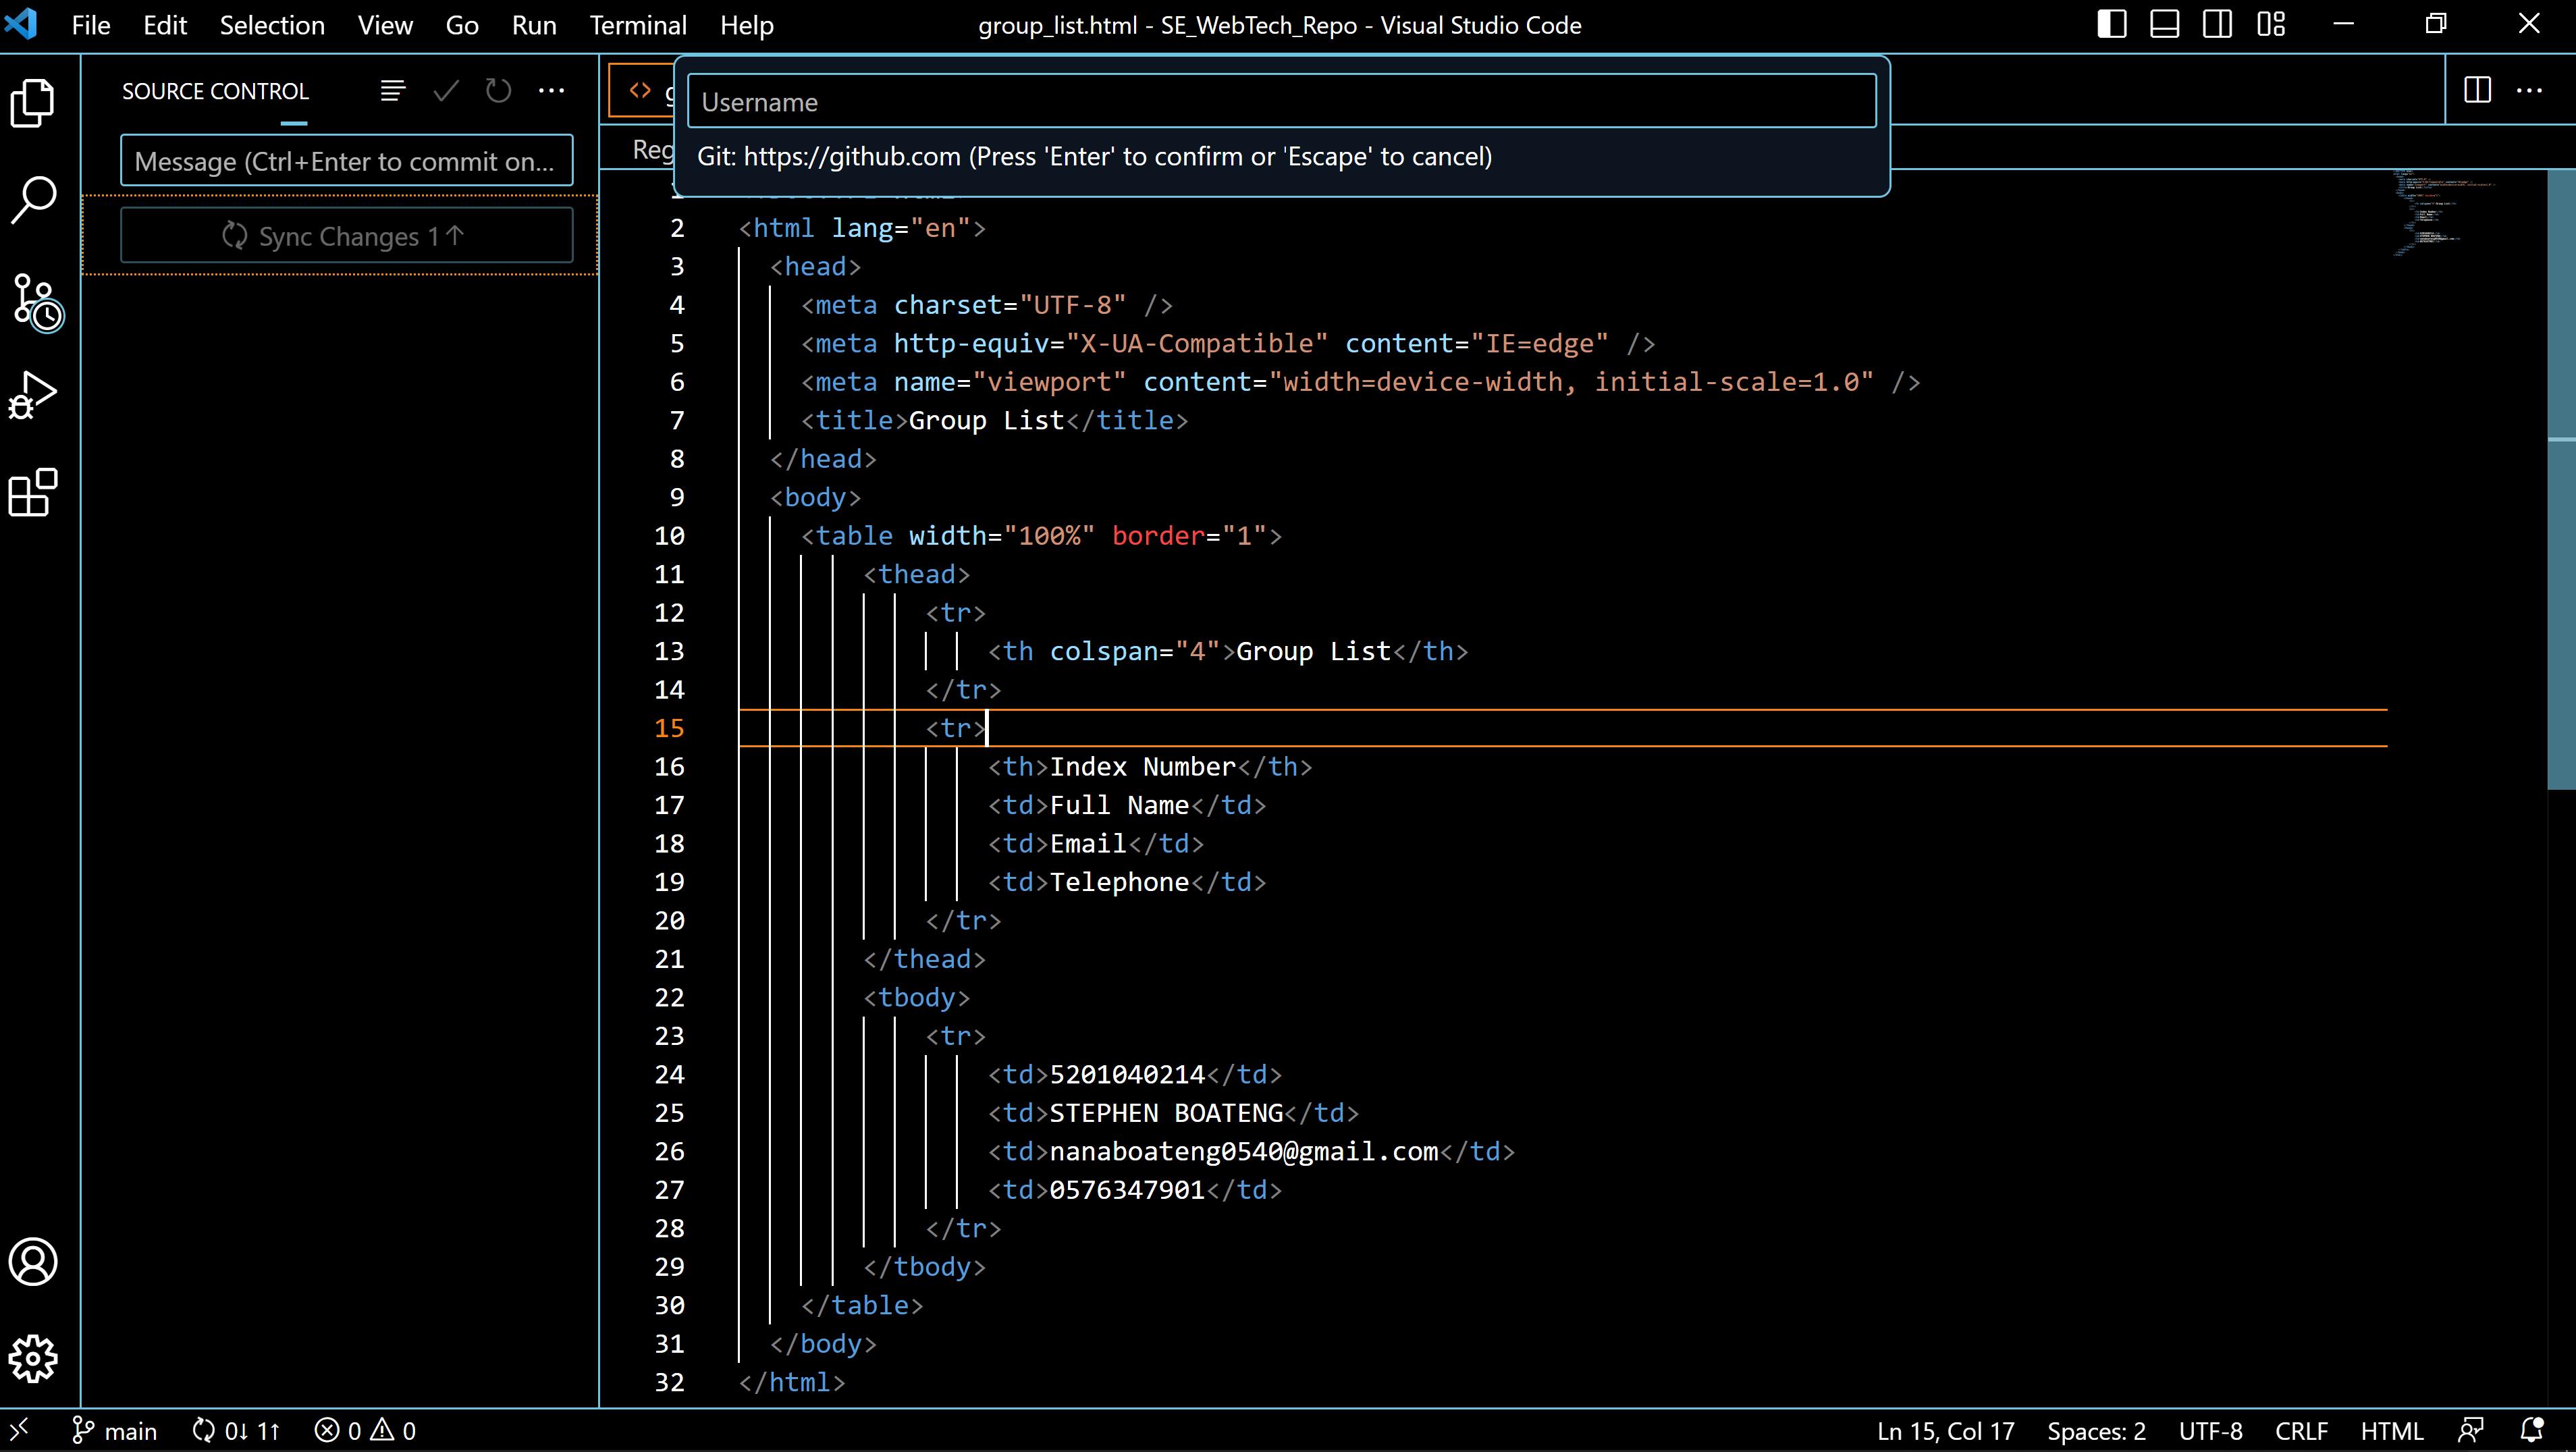 File Edit Selection View Go Run Terminal Help
group_list.html - SE_WebTech_Repo - Visual Studio Code
SOURCE CONTROL
Message (Ctrl+Enter to commit on...
Sync Changes 1↑
Username
Git: https://github.com (Press 'Enter' to confirm or 'Escape' to cancel)
2 <html lang="en">
3 <head>
4 <meta charset="UTF-8" />
5 <meta http-equiv="X-UA-Compatible" content="IE=edge" />
6 <meta name="viewport" content="width=device-width, initial-scale=1.0" />
7 <title>Group List</title>
8 </head>
9 <body>
10 <table width="100%" border="1">
11 <thead>
12 <tr>
13 <th colspan="4">Group List</th>
14 </tr>
15 <tr>
16 <th>Index Number</th>
17 <td>Full Name</td>
18 <td>Email</td>
19 <td>Telephone</td>
20 </tr>
21 </thead>
22 <tbody>
23 <tr>
24 <td>5201040214</td>
25 <td>STEPHEN BOATENG</td>
26 <td>nanaboateng0540@gmail.com</td>
27 <td>0576347901</td>
28 </tr>
29 </tbody>
30 </table>
31 </body>
32 </html>
main 0↓ 1↑ 0 0
Ln 15, Col 17 Spaces: 2 UTF-8 CRLF HTML